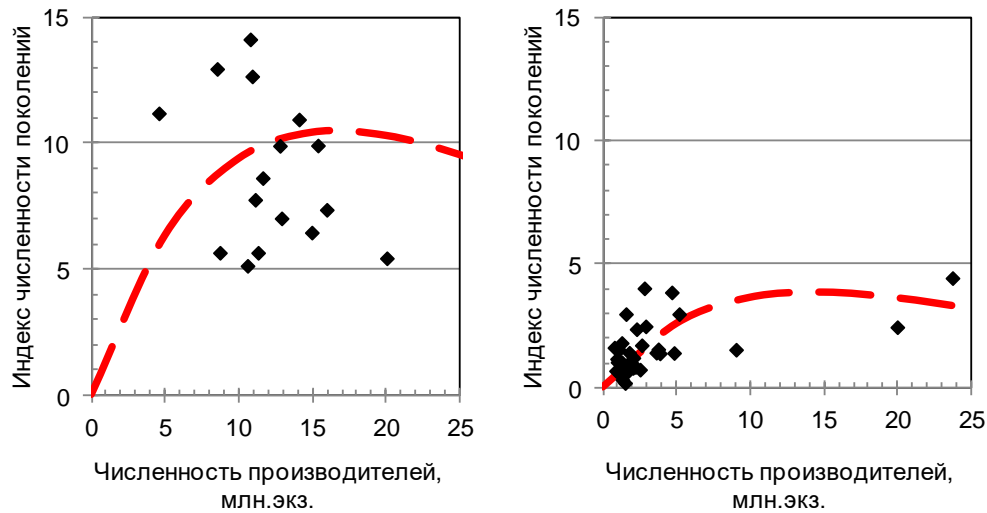 Индекс численности поколений
15
10
5
0
0 5 10 15 20 25
Численность производителей,
млн.экз.
Индекс численности поколений
15
10
5
0
0 5 10 15 20 25
Численность производителей,
млн.экз.